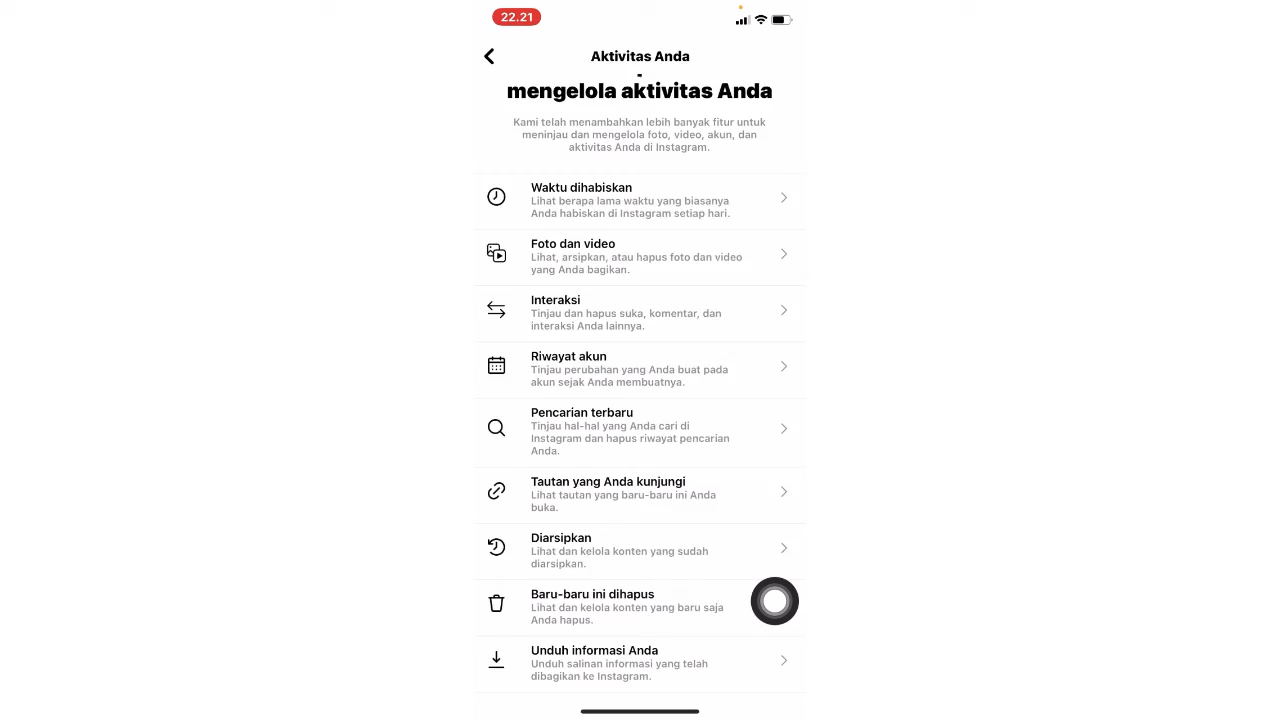 22.21
Aktivitas Anda
mengelola aktivitas Anda
Kami telah menambahkan lebih banyak fitur untuk
meninjau dan mengelola foto, video, akun, dan
aktivitas Anda di Instagram.
Waktu dihabiskan
Lihat berapa lama waktu yang biasanya
Anda habiskan di Instagram setiap hari.
Foto dan video
Lihat, arsipkan, atau hapus foto dan video
yang Anda bagikan.
Interaksi
Tinjau dan hapus suka, komentar, dan
interaksi Anda lainnya.
Riwayat akun
Tinjau perubahan yang Anda buat pada
akun sejak Anda membuatnya.
Pencarian terbaru
Tinjau hal-hal yang Anda cari di
Instagram dan hapus riwayat pencarian
Anda.
Tautan yang Anda kunjungi
Lihat tautan yang baru-baru ini Anda
buka.
Diarsipkan
Lihat dan kelola konten yang sudah
diarsipkan.
Baru-baru ini dihapus
Lihat dan kelola konten yang baru saja
Anda hapus.
Unduh informasi Anda
Unduh salinan informasi yang telah
dibagikan ke Instagram.